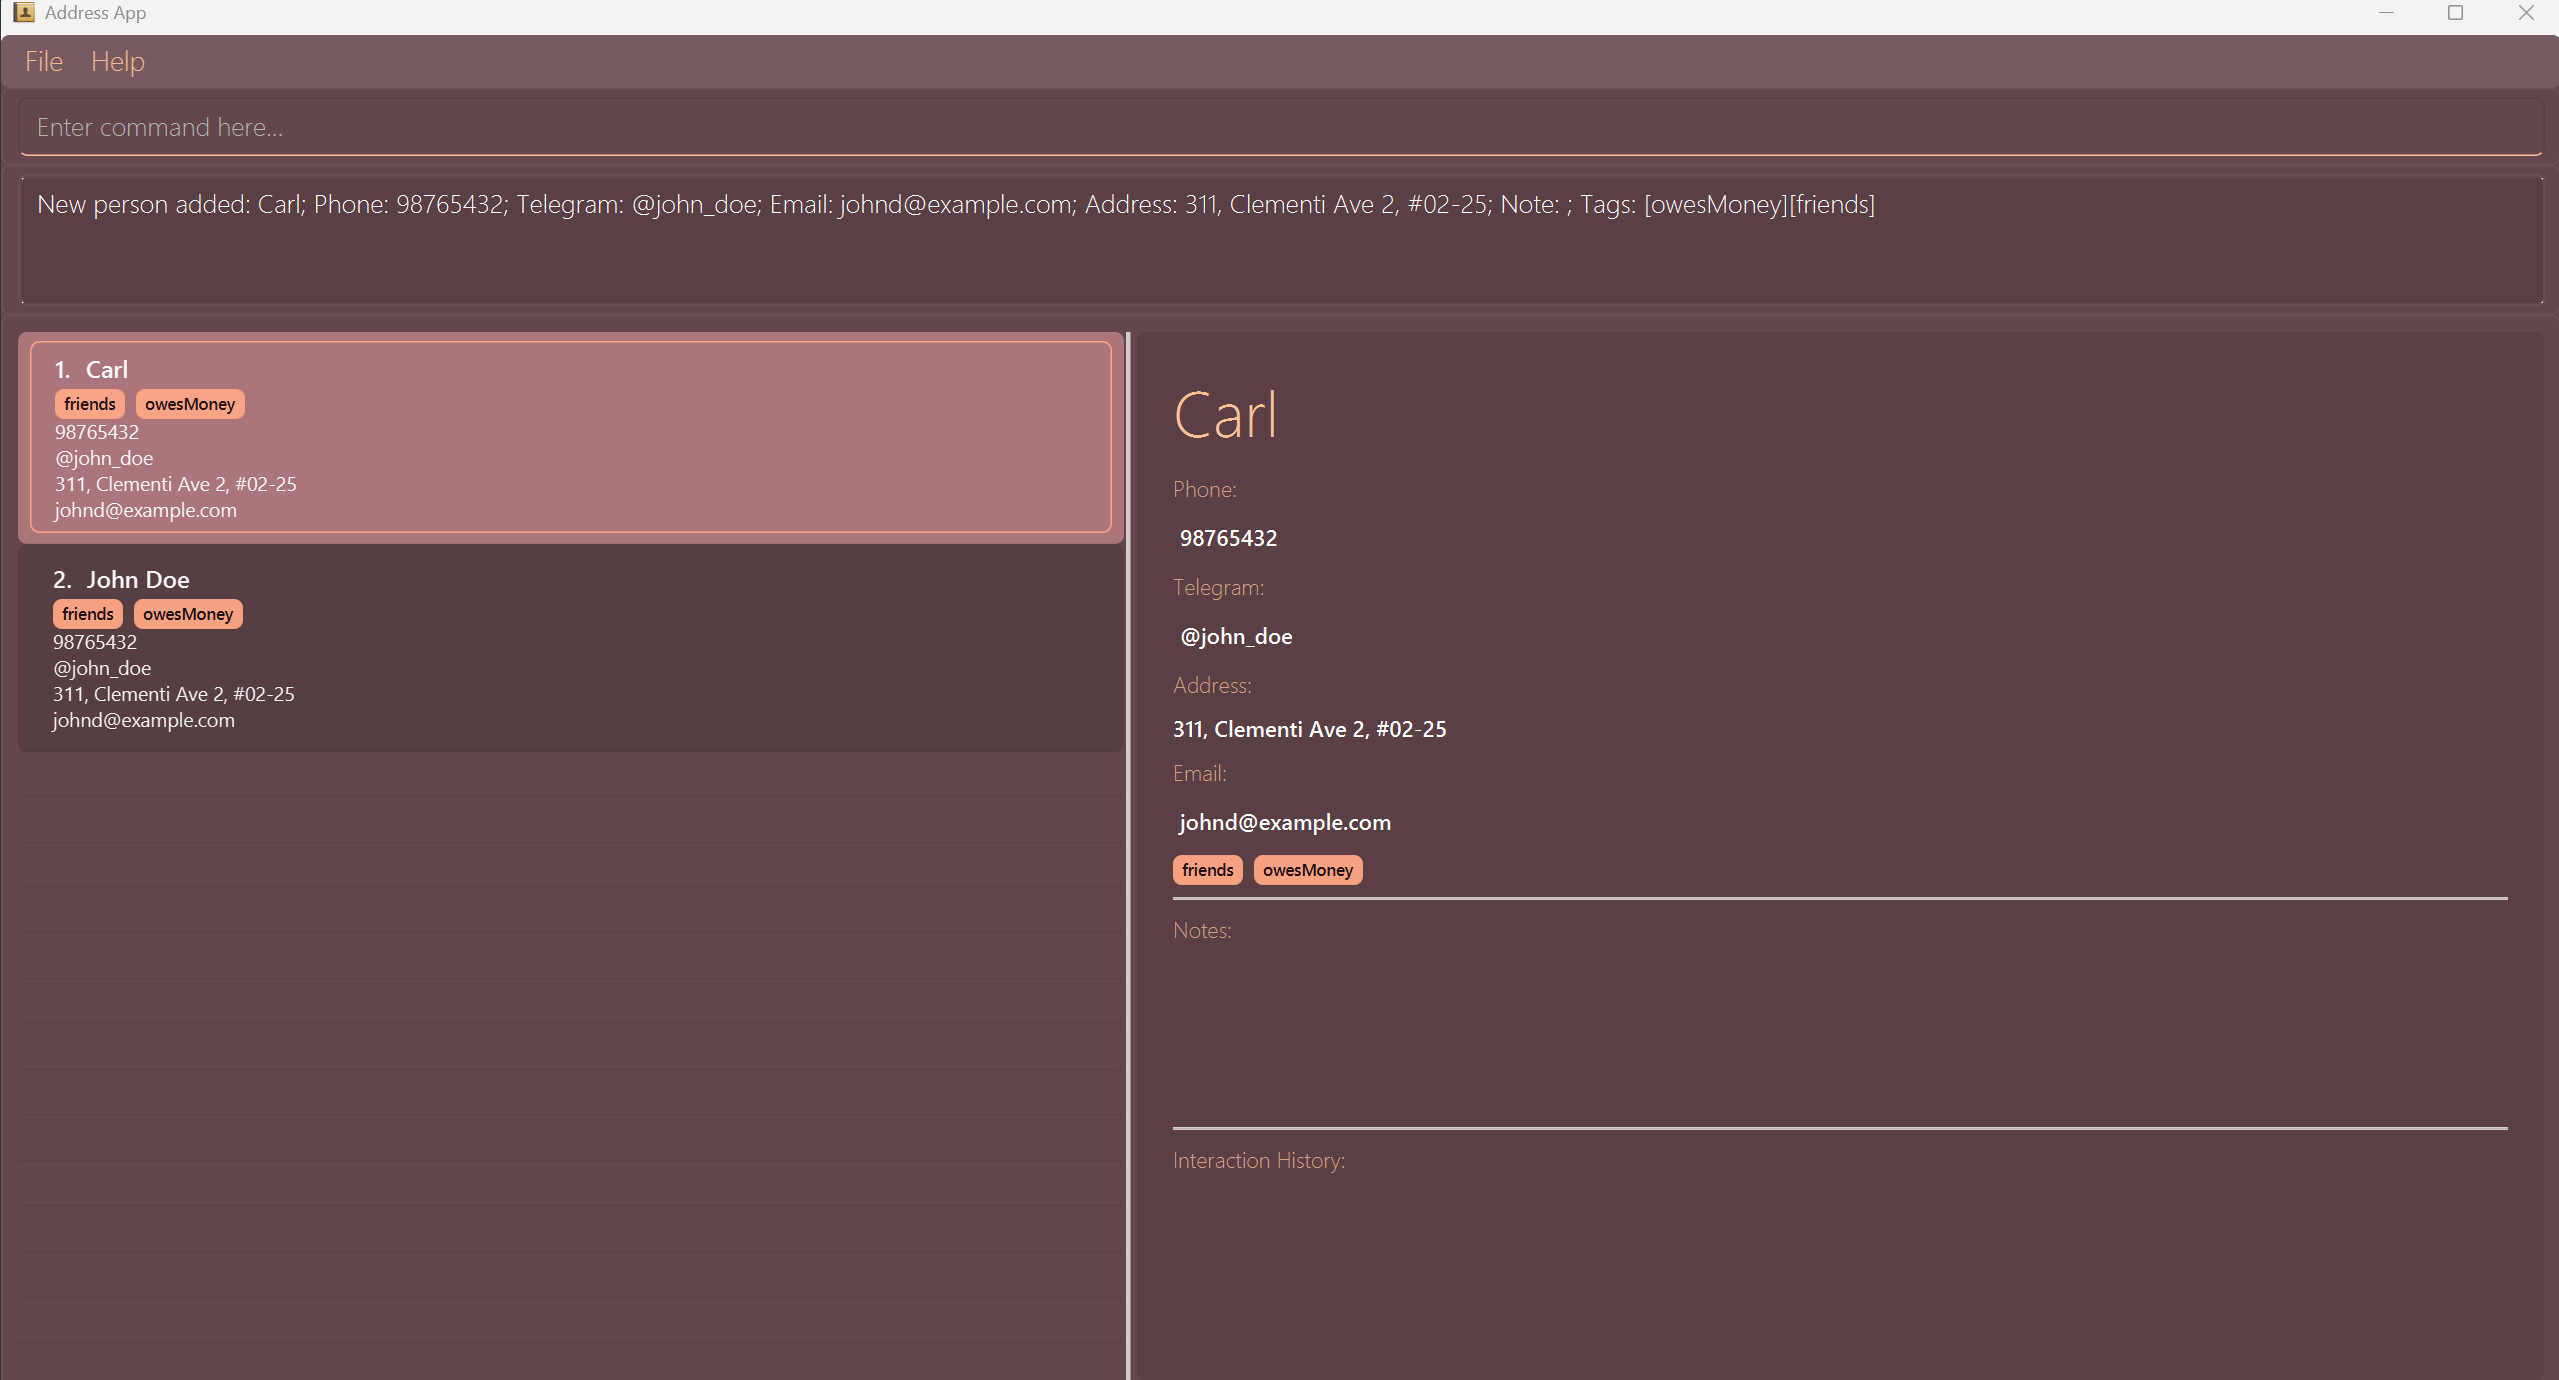 Address App
File Help
Enter command here...
New person added: Carl; Phone: 98765432; Telegram: @john_doe; Email: johnd@example.com; Address: 311, Clementi Ave 2, #02-25; Note: ; Tags: [owesMoney][friends]
1. Carl
friends owesMoney
98765432
@john_doe
311, Clementi Ave 2, #02-25
johnd@example.com
2. John Doe
friends owesMoney
98765432
@john_doe
311, Clementi Ave 2, #02-25
johnd@example.com
Carl
Phone:
98765432
Telegram:
@john_doe
Address:
311, Clementi Ave 2, #02-25
Email:
johnd@example.com
friends owesMoney
Notes:
Interaction History: